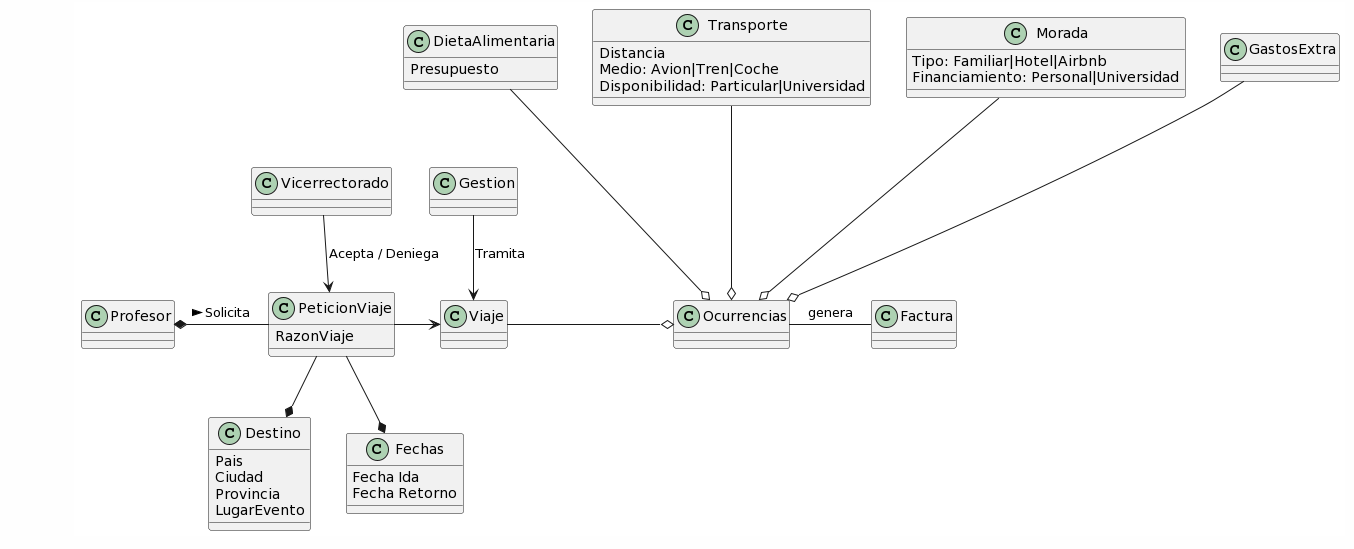 C DietaAlimentaria
Presupuesto
C Transporte
Distancia
Medio: Avion|Tren|Coche
Disponibilidad: Particular|Universidad
C Morada
Tipo: Familiar|Hotel|Airbnb
Financiamiento: Personal|Universidad
C GastosExtra
C Vicerrectorado
C Gestion
Acepta / Deniega
Tramita
C Profesor
Solicita
C PeticionViaje
RazonViaje
C Viaje
C Ocurrencias
genera
C Factura
C Destino
Pais
Ciudad
Provincia
LugarEvento
C Fechas
Fecha Ida
Fecha Retorno